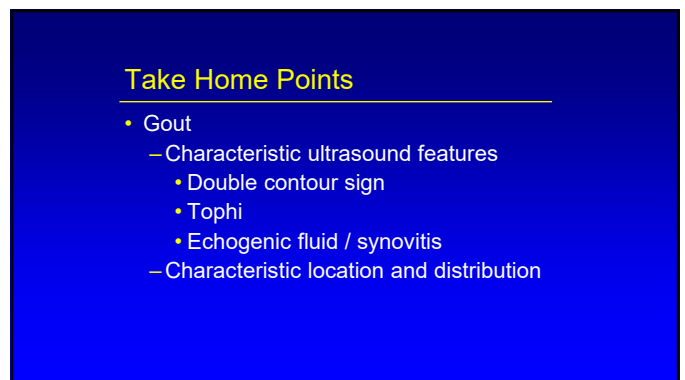 Take Home Points
• Gout
–Characteristic ultrasound features
• Double contour sign
• Tophi
• Echogenic fluid / synovitis
–Characteristic location and distribution